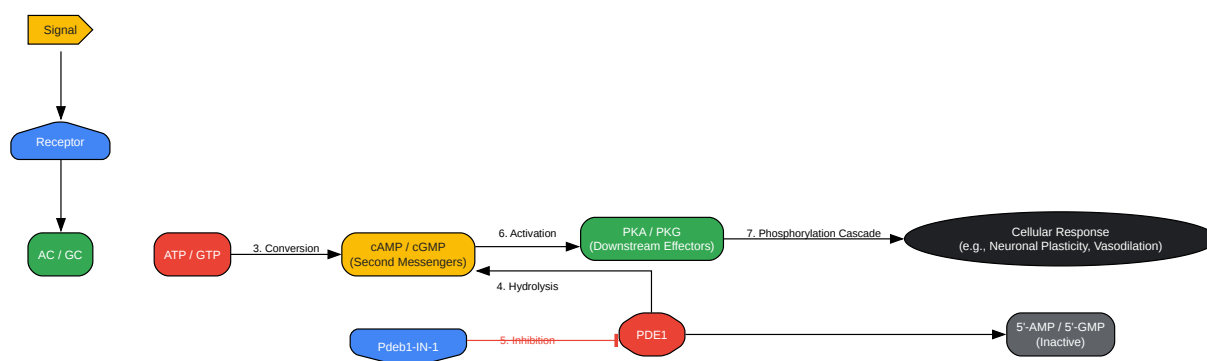 Signal
Receptor
AC / GC
ATP / GTP
3. Conversion
cAMP / cGMP
(Second Messengers)
6. Activation
PKA / PKG
(Downstream Effectors)
7. Phosphorylation Cascade
Cellular Response
(e.g., Neuronal Plasticity, Vasodilation)
4. Hydrolysis
Pdeb1-IN-1
5. Inhibition
PDE1
5'-AMP / 5'-GMP
(Inactive)